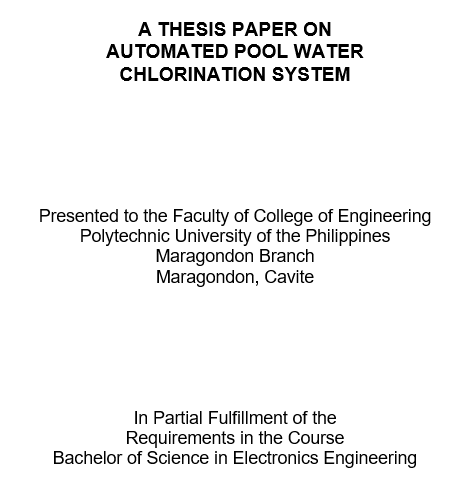 A THESIS PAPER ON
AUTOMATED POOL WATER
CHLORINATION SYSTEM
Presented to the Faculty of College of Engineering
Polytechnic University of the Philippines
Maragondon Branch
Maragondon, Cavite
In Partial Fulfillment of the
Requirements in the Course
Bachelor of Science in Electronics Engineering